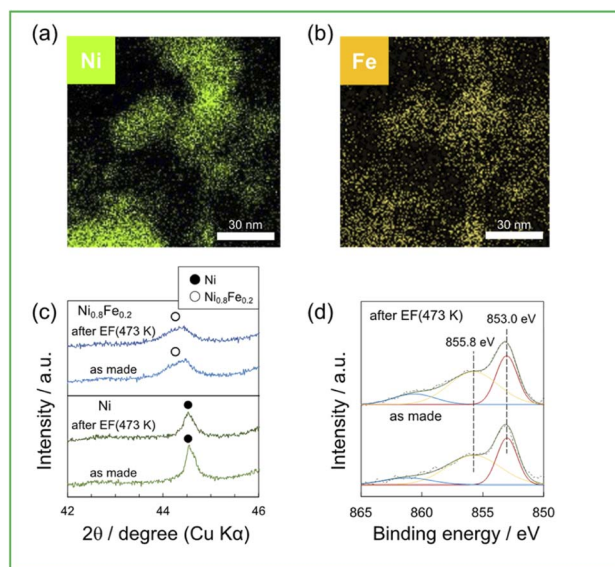 (a)
Ni
30 nm
(b)
Fe
30 nm
(c)
● Ni
○ Ni0.8Fe0.2
Ni0.8Fe0.2
after EF(473 K)
as made
Ni
after EF(473 K)
as made
Intensity / a.u.
42 43 44 45 46
2θ / degree (Cu Kα)
(d)
after EF(473 K)
853.0 eV
855.8 eV
as made
Intensity / a.u.
865 860 855 850
Binding energy / eV